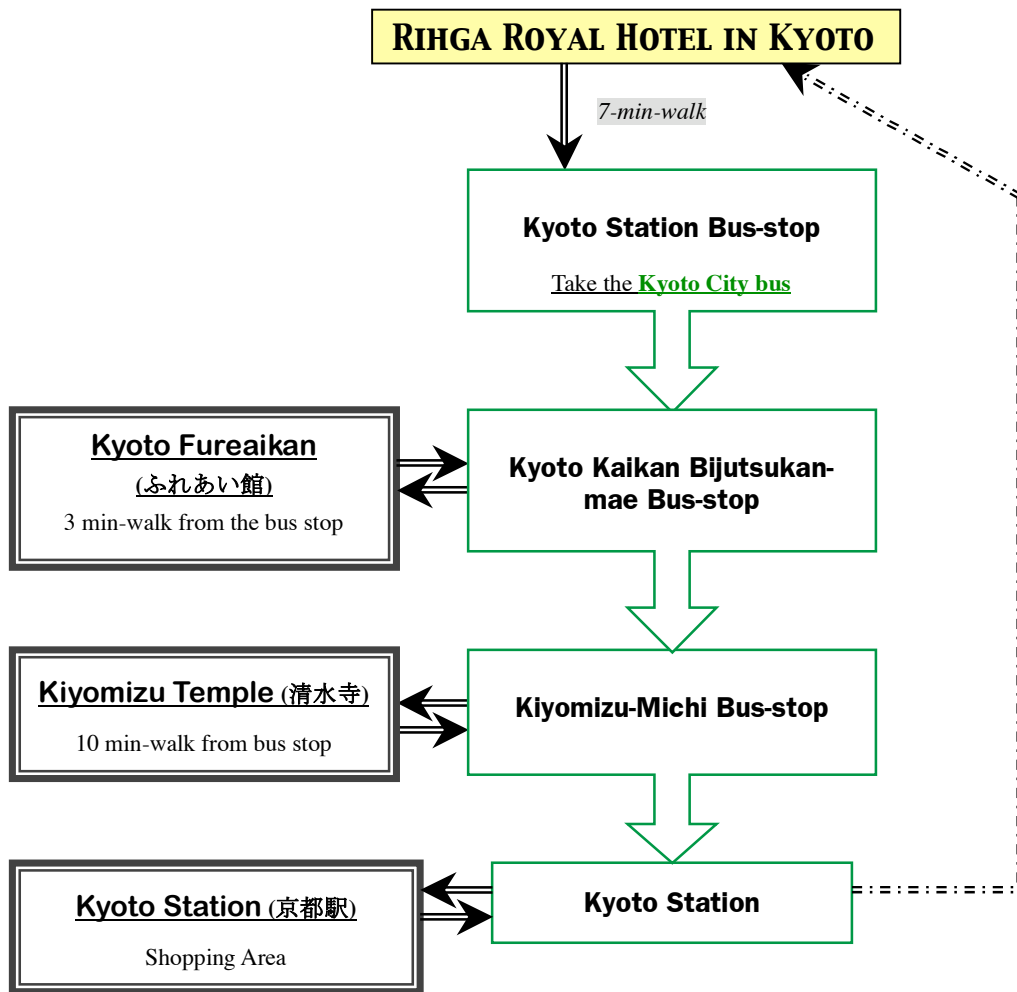 RIHGA ROYAL HOTEL IN KYOTO
7-min-walk
Kyoto Station Bus-stop
Take the Kyoto City bus
Kyoto Fureaikan
(ふれあい館)
3 min-walk from the bus stop
Kyoto Kaikan Bijutsukan-
mae Bus-stop
Kiyomizu Temple (清水寺)
10 min-walk from bus stop
Kiyomizu-Michi Bus-stop
Kyoto Station (京都駅)
Shopping Area
Kyoto Station